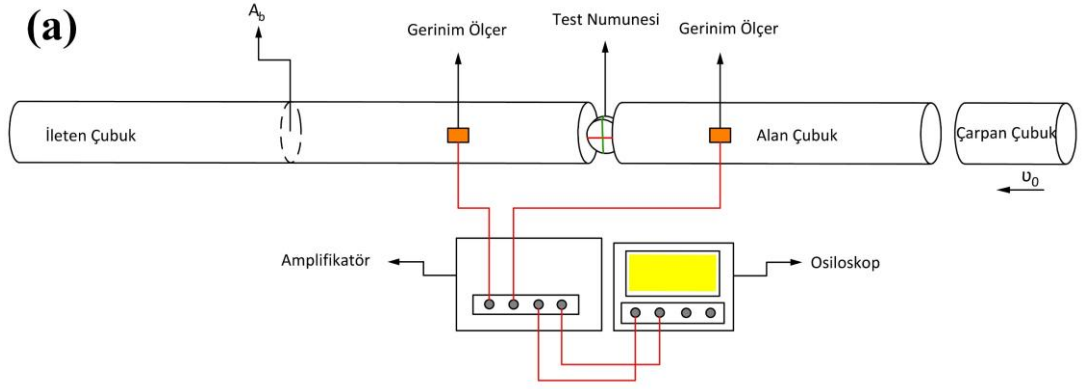 (a)
A_b
Gerinim Ölçer
Test Numunesi
Gerinim Ölçer
İleten Çubuk
Alan Çubuk
Çarpan Çubuk
υ₀
Amplifikatör
Osiloskop